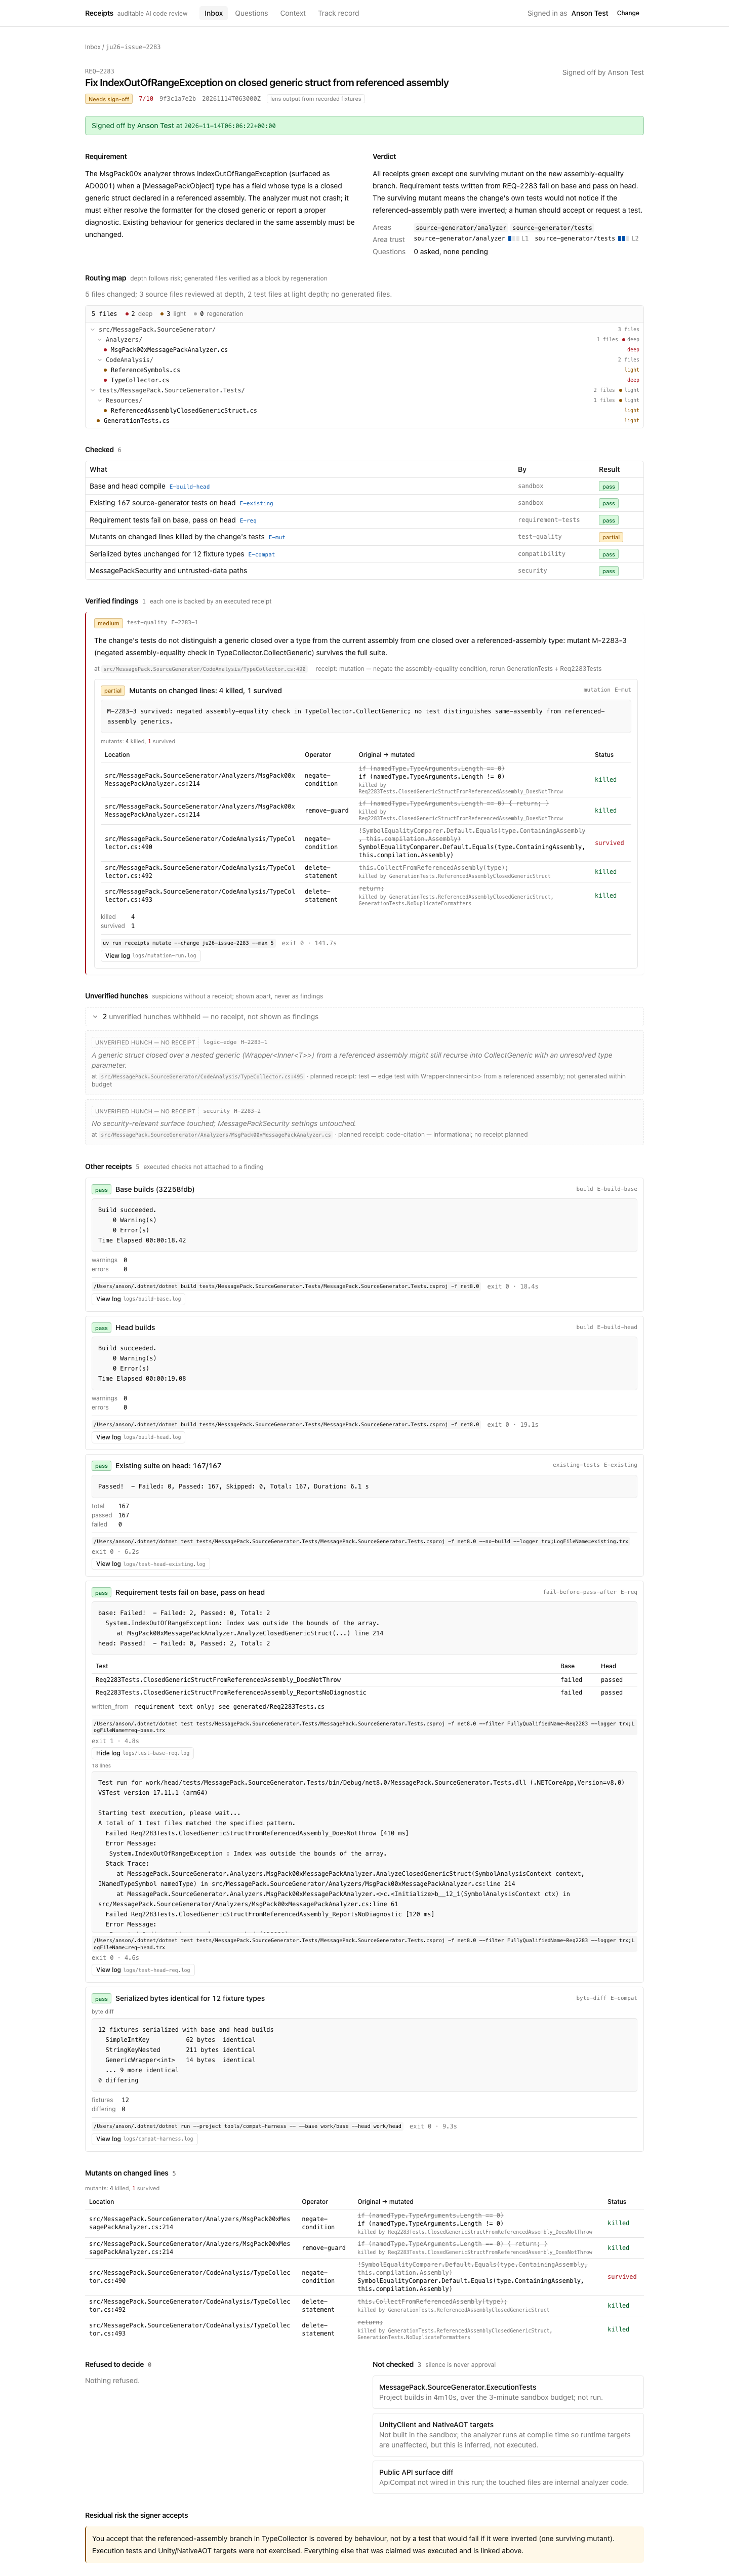 Receipts auditable AI code review Inbox Questions Context Track record Signed in as Anson Test Change
Inbox / ju26-issue-2283
REQ-2283
Fix IndexOutOfRangeException on closed generic struct from referenced assembly
Signed off by Anson Test
Needs sign-off 7/10 9f3c1a7e2b 20261114T063000Z lens output from recorded fixtures
Signed off by Anson Test at 2026-11-14T06:06:22+00:00
Requirement
The MsgPack00x analyzer throws IndexOutOfRangeException (surfaced as
AD0001) when a [MessagePackObject] type has a field whose type is a closed
generic struct declared in a referenced assembly. The analyzer must not crash; it
must either resolve the formatter for the closed generic or report a proper
diagnostic. Existing behaviour for generics declared in the same assembly must be
unchanged.
Verdict
All receipts green except one surviving mutant on the new assembly-equality
branch. Requirement tests written from REQ-2283 fail on base and pass on head.
The surviving mutant means the change's own tests would not notice if the
referenced-assembly path were inverted; a human should accept or request a test.
Areas source-generator/analyzer source-generator/tests
Area trust source-generator/analyzer L1 source-generator/tests L2
Questions 0 asked, none pending
Routing map depth follows risk; generated files verified as a block by regeneration
5 files changed; 3 source files reviewed at depth, 2 test files at light depth; no generated files.
5 files 2 deep 3 light 0 regeneration
src/MessagePack.SourceGenerator/ 3 files
Analyzers/ 1 files deep
MsgPack00xMessagePackAnalyzer.cs deep
CodeAnalysis/ 2 files
ReferenceSymbols.cs light
TypeCollector.cs deep
tests/MessagePack.SourceGenerator.Tests/ 2 files light
Resources/ 1 files light
ReferencedAssemblyClosedGenericStruct.cs light
GenerationTests.cs light
Checked 6
What By Result
Base and head compile E-build-head sandbox pass
Existing 167 source-generator tests on head E-existing sandbox pass
Requirement tests fail on base, pass on head E-req requirement-tests pass
Mutants on changed lines killed by the change's tests E-mut test-quality partial
Serialized bytes unchanged for 12 fixture types E-compat compatibility pass
MessagePackSecurity and untrusted-data paths security pass
Verified findings 1 each one is backed by an executed receipt
medium test-quality F-2283-1
The change's tests do not distinguish a generic closed over a type from the current assembly from one closed over a referenced-assembly type: mutant M-2283-3
(negated assembly-equality check in TypeCollector.CollectGeneric) survives the full suite.
at src/MessagePack.SourceGenerator/CodeAnalysis/TypeCollector.cs:490 receipt: mutation — negate the assembly-equality condition, rerun GenerationTests + Req2283Tests
partial Mutants on changed lines: 4 killed, 1 survived mutation E-mut
M-2283-3 survived: negated assembly-equality check in TypeCollector.CollectGeneric; no test distinguishes same-assembly from referenced-
assembly generics.
mutants: 4 killed, 1 survived
Location Operator Original → mutated Status
src/MessagePack.SourceGenerator/Analyzers/MsgPack00x
MessagePackAnalyzer.cs:214
negate-
condition
if (namedType.TypeArguments.Length == 0)
if (namedType.TypeArguments.Length != 0)
killed by
Req2283Tests.ClosedGenericStructFromReferencedAssembly_DoesNotThrow
killed
src/MessagePack.SourceGenerator/Analyzers/MsgPack00x
MessagePackAnalyzer.cs:214
remove-guard
if (namedType.TypeArguments.Length == 0) { return; }
killed by
Req2283Tests.ClosedGenericStructFromReferencedAssembly_DoesNotThrow
killed
src/MessagePack.SourceGenerator/CodeAnalysis/TypeCol
lector.cs:490
negate-
condition
!SymbolEqualityComparer.Default.Equals(type.ContainingAssembly
, this.compilation.Assembly)
SymbolEqualityComparer.Default.Equals(type.ContainingAssembly,
this.compilation.Assembly)
survived
src/MessagePack.SourceGenerator/CodeAnalysis/TypeCol
lector.cs:492
delete-
statement
this.CollectFromReferencedAssembly(type);
killed by GenerationTests.ReferencedAssemblyClosedGenericStruct
killed
src/MessagePack.SourceGenerator/CodeAnalysis/TypeCol
lector.cs:493
delete-
statement
return;
killed by GenerationTests.ReferencedAssemblyClosedGenericStruct,
GenerationTests.NoDuplicateFormatters
killed
killed 4
survived 1
uv run receipts mutate --change ju26-issue-2283 --max 5 exit 0 · 141.7s
View log logs/mutation-run.log
Unverified hunches suspicions without a receipt; shown apart, never as findings
2 unverified hunches withheld — no receipt, not shown as findings
UNVERIFIED HUNCH — NO RECEIPT logic-edge H-2283-1
A generic struct closed over a nested generic (Wrapper<Inner<T>>) from a referenced assembly might still recurse into CollectGeneric with an unresolved type
parameter.
at src/MessagePack.SourceGenerator/CodeAnalysis/TypeCollector.cs:495 · planned receipt: test — edge test with Wrapper<Inner<int>> from a referenced assembly; not generated within
budget
UNVERIFIED HUNCH — NO RECEIPT security H-2283-2
No security-relevant surface touched; MessagePackSecurity settings untouched.
at src/MessagePack.SourceGenerator/Analyzers/MsgPack00xMessagePackAnalyzer.cs · planned receipt: code-citation — informational; no receipt planned
Other receipts 5 executed checks not attached to a finding
pass Base builds (32258fdb) build E-build-base
Build succeeded.
0 Warning(s)
0 Error(s)
Time Elapsed 00:00:18.42
warnings 0
errors 0
/Users/anson/.dotnet/dotnet build tests/MessagePack.SourceGenerator.Tests/MessagePack.SourceGenerator.Tests.csproj -f net8.0 exit 0 · 18.4s
View log logs/build-base.log
pass Head builds build E-build-head
Build succeeded.
0 Warning(s)
0 Error(s)
Time Elapsed 00:00:19.08
warnings 0
errors 0
/Users/anson/.dotnet/dotnet build tests/MessagePack.SourceGenerator.Tests/MessagePack.SourceGenerator.Tests.csproj -f net8.0 exit 0 · 19.1s
View log logs/build-head.log
pass Existing suite on head: 167/167 existing-tests E-existing
Passed! - Failed: 0, Passed: 167, Skipped: 0, Total: 167, Duration: 6.1 s
total 167
passed 167
failed 0
/Users/anson/.dotnet/dotnet test tests/MessagePack.SourceGenerator.Tests/MessagePack.SourceGenerator.Tests.csproj -f net8.0 --no-build --logger trx;LogFileName=existing.trx
exit 0 · 6.2s
View log logs/test-head-existing.log
pass Requirement tests fail on base, pass on head fail-before-pass-after E-req
base: Failed! - Failed: 2, Passed: 0, Total: 2
System.IndexOutOfRangeException: Index was outside the bounds of the array.
at MsgPack00xMessagePackAnalyzer.AnalyzeClosedGenericStruct(...) line 214
head: Passed! - Failed: 0, Passed: 2, Total: 2
Test Base Head
Req2283Tests.ClosedGenericStructFromReferencedAssembly_DoesNotThrow failed passed
Req2283Tests.ClosedGenericStructFromReferencedAssembly_ReportsNoDiagnostic failed passed
written_from requirement text only; see generated/Req2283Tests.cs
/Users/anson/.dotnet/dotnet test tests/MessagePack.SourceGenerator.Tests/MessagePack.SourceGenerator.Tests.csproj -f net8.0 --filter FullyQualifiedName~Req2283 --logger trx;L
ogFileName=req-base.trx
exit 1 · 4.8s
Hide log logs/test-base-req.log
18 lines
Test run for work/head/tests/MessagePack.SourceGenerator.Tests/bin/Debug/net8.0/MessagePack.SourceGenerator.Tests.dll (.NETCoreApp,Version=v8.0)
VSTest version 17.11.1 (arm64)
Starting test execution, please wait...
A total of 1 test files matched the specified pattern.
Failed Req2283Tests.ClosedGenericStructFromReferencedAssembly_DoesNotThrow [410 ms]
Error Message:
System.IndexOutOfRangeException : Index was outside the bounds of the array.
Stack Trace:
at MessagePack.SourceGenerator.Analyzers.MsgPack00xMessagePackAnalyzer.AnalyzeClosedGenericStruct(SymbolAnalysisContext context,
INamedTypeSymbol namedType) in src/MessagePack.SourceGenerator/Analyzers/MsgPack00xMessagePackAnalyzer.cs:line 214
at MessagePack.SourceGenerator.Analyzers.MsgPack00xMessagePackAnalyzer.<>c.<Initialize>b__12_1(SymbolAnalysisContext ctx) in
src/MessagePack.SourceGenerator/Analyzers/MsgPack00xMessagePackAnalyzer.cs:line 61
Failed Req2283Tests.ClosedGenericStructFromReferencedAssembly_ReportsNoDiagnostic [120 ms]
Error Message:
/Users/anson/.dotnet/dotnet test tests/MessagePack.SourceGenerator.Tests/MessagePack.SourceGenerator.Tests.csproj -f net8.0 --filter FullyQualifiedName~Req2283 --logger trx;L
ogFileName=req-head.trx
exit 0 · 4.6s
View log logs/test-head-req.log
pass Serialized bytes identical for 12 fixture types byte-diff E-compat
byte diff
12 fixtures serialized with base and head builds
SimpleIntKey 62 bytes identical
StringKeyNested 211 bytes identical
GenericWrapper<int> 14 bytes identical
... 9 more identical
0 differing
fixtures 12
differing 0
/Users/anson/.dotnet/dotnet run --project tools/compat-harness -- --base work/base --head work/head exit 0 · 9.3s
View log logs/compat-harness.log
Mutants on changed lines 5
mutants: 4 killed, 1 survived
Location Operator Original → mutated Status
src/MessagePack.SourceGenerator/Analyzers/MsgPack00xMes
sagePackAnalyzer.cs:214
negate-
condition
if (namedType.TypeArguments.Length == 0)
if (namedType.TypeArguments.Length != 0)
killed by Req2283Tests.ClosedGenericStructFromReferencedAssembly_DoesNotThrow
killed
src/MessagePack.SourceGenerator/Analyzers/MsgPack00xMes
sagePackAnalyzer.cs:214
remove-guard
if (namedType.TypeArguments.Length == 0) { return; }
killed by Req2283Tests.ClosedGenericStructFromReferencedAssembly_DoesNotThrow
killed
src/MessagePack.SourceGenerator/CodeAnalysis/TypeCollec
tor.cs:490
negate-
condition
!SymbolEqualityComparer.Default.Equals(type.ContainingAssembly,
this.compilation.Assembly)
SymbolEqualityComparer.Default.Equals(type.ContainingAssembly,
this.compilation.Assembly)
survived
src/MessagePack.SourceGenerator/CodeAnalysis/TypeCollec
tor.cs:492
delete-
statement
this.CollectFromReferencedAssembly(type);
killed by GenerationTests.ReferencedAssemblyClosedGenericStruct
killed
src/MessagePack.SourceGenerator/CodeAnalysis/TypeCollec
tor.cs:493
delete-
statement
return;
killed by GenerationTests.ReferencedAssemblyClosedGenericStruct,
GenerationTests.NoDuplicateFormatters
killed
Refused to decide 0
Nothing refused.
Not checked 3 silence is never approval
MessagePack.SourceGenerator.ExecutionTests
Project builds in 4m10s, over the 3-minute sandbox budget; not run.
UnityClient and NativeAOT targets
Not built in the sandbox; the analyzer runs at compile time so runtime targets
are unaffected, but this is inferred, not executed.
Public API surface diff
ApiCompat not wired in this run; the touched files are internal analyzer code.
Residual risk the signer accepts
You accept that the referenced-assembly branch in TypeCollector is covered by behaviour, not by a test that would fail if it were inverted (one surviving mutant).
Execution tests and Unity/NativeAOT targets were not exercised. Everything else that was claimed was executed and is linked above.